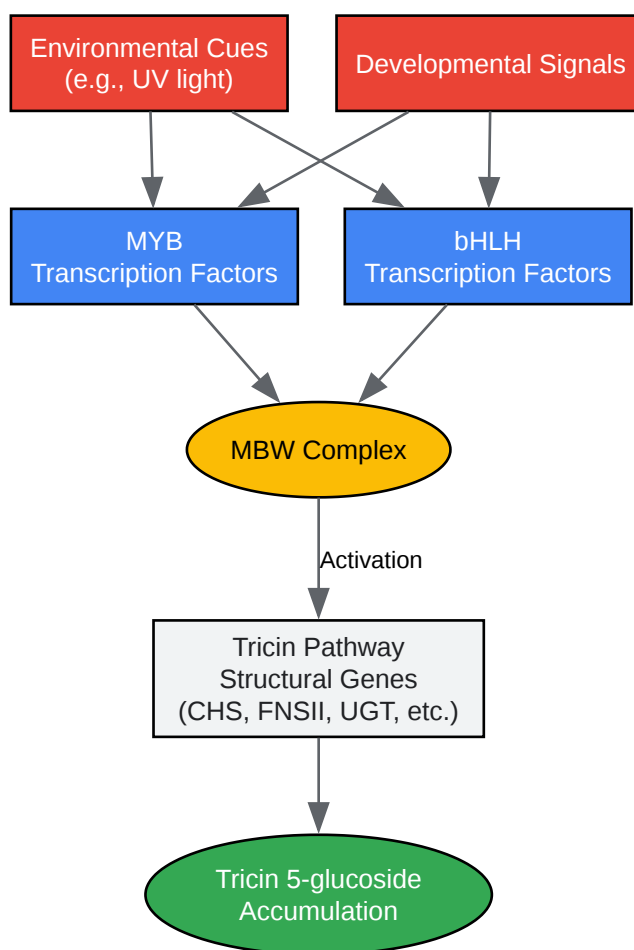 Environmental Cues
(e.g., UV light)
Developmental Signals
MYB
Transcription Factors
bHLH
Transcription Factors
MBW Complex
Activation
Tricin Pathway
Structural Genes
(CHS, FNSII, UGT, etc.)
Tricin 5-glucoside
Accumulation